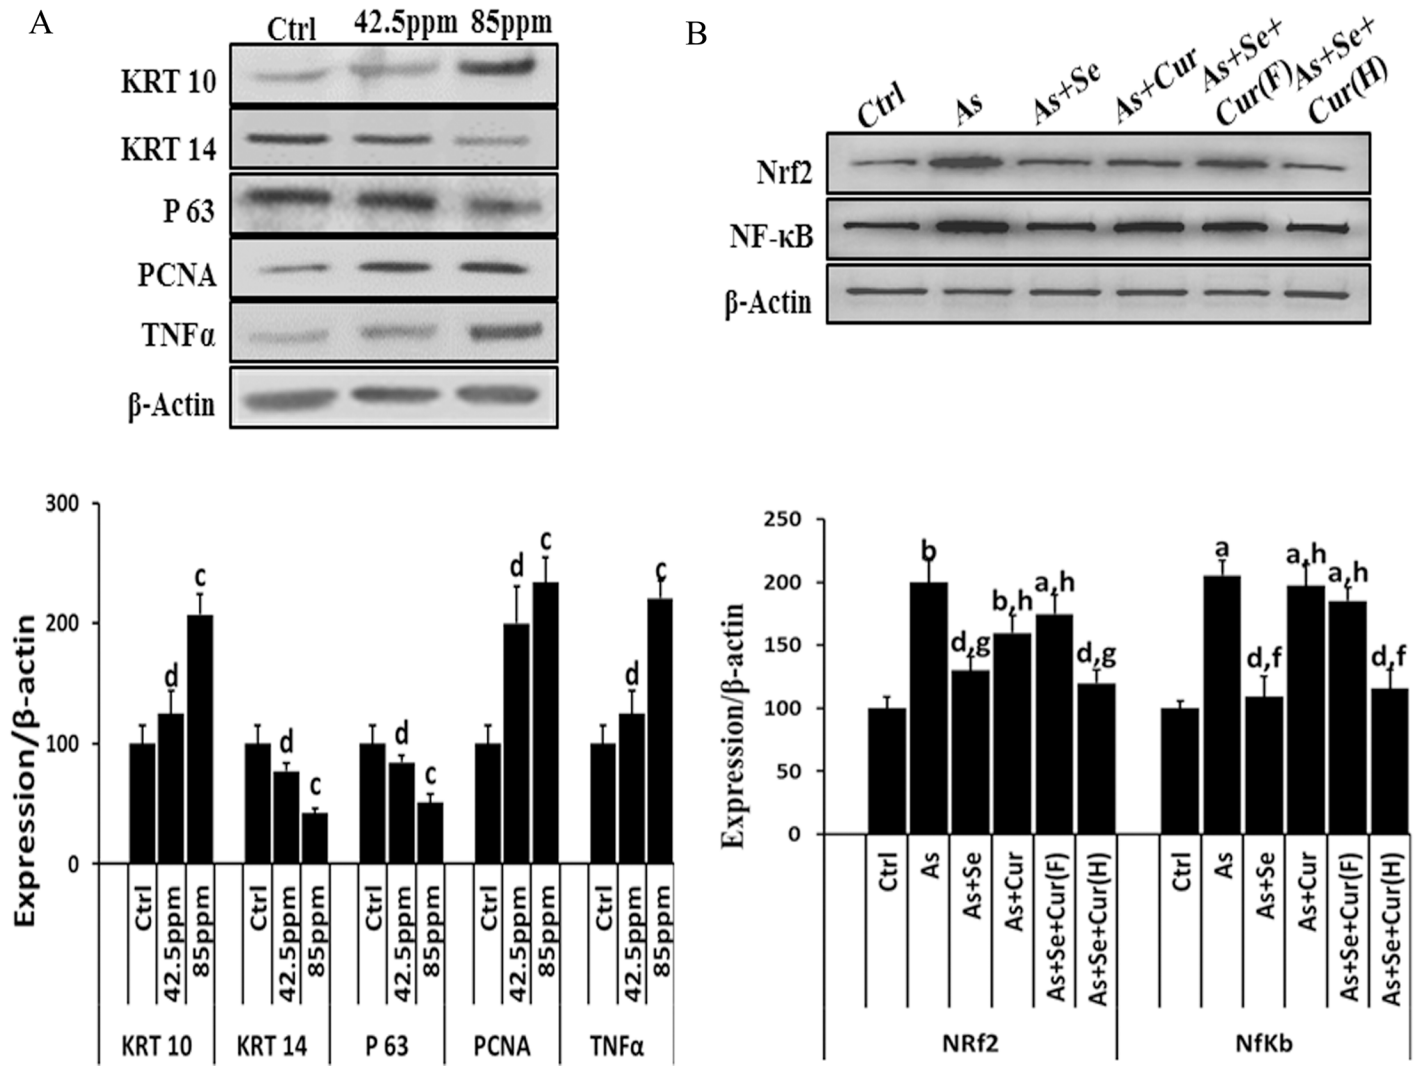 A
Ctrl 42.5ppm 85ppm
KRT 10
KRT 14
P 63
PCNA
TNFα
β-Actin
B
Ctrl As As+Se As+Cur As+Se+ Cur(F) As+Se+ Cur(H)
Nrf2
NF-κB
β-Actin
Expression/β-actin
300
200
100
0
d c
d c
d c
d c
d c
Ctrl 42.5ppm 85ppm Ctrl 42.5ppm 85ppm Ctrl 42.5ppm 85ppm Ctrl 42.5ppm 85ppm Ctrl 42.5ppm 85ppm
KRT 10 KRT 14 P 63 PCNA TNFα
Expression/β-actin
250
200
150
100
50
0
b d,g b,h a,h d,g
a d,f a,h a,h d,f
Ctrl As As+Se As+Cur As+Se+Cur(F) As+Se+Cur(H) Ctrl As As+Se As+Cur As+Se+Cur(F) As+Se+Cur(H)
NRf2 NfKb